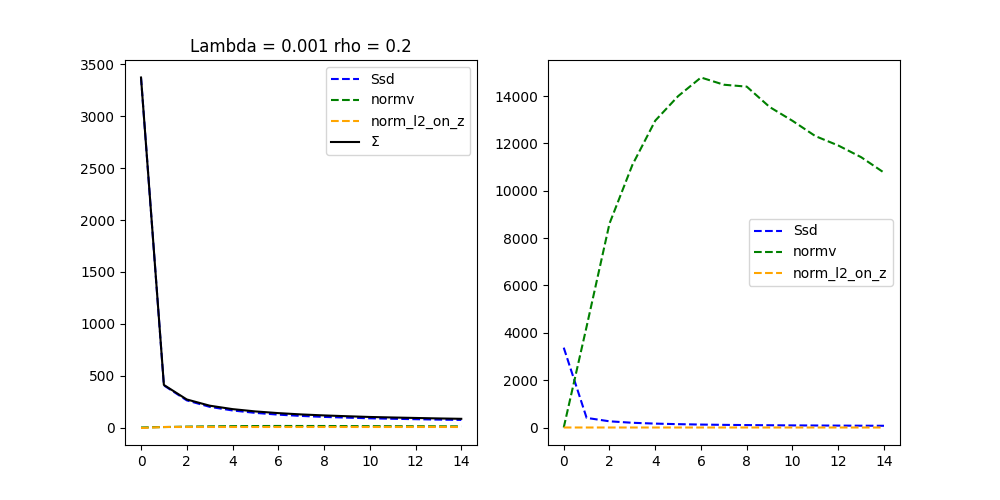 Lambda = 0.001 rho = 0.2
3500
3000
2500
2000
1500
1000
500
0
0 2 4 6 8 10 12 14
Ssd
normv
norm_l2_on_z
Σ
14000
12000
10000
8000
6000
4000
2000
0
0 2 4 6 8 10 12 14
Ssd
normv
norm_l2_on_z